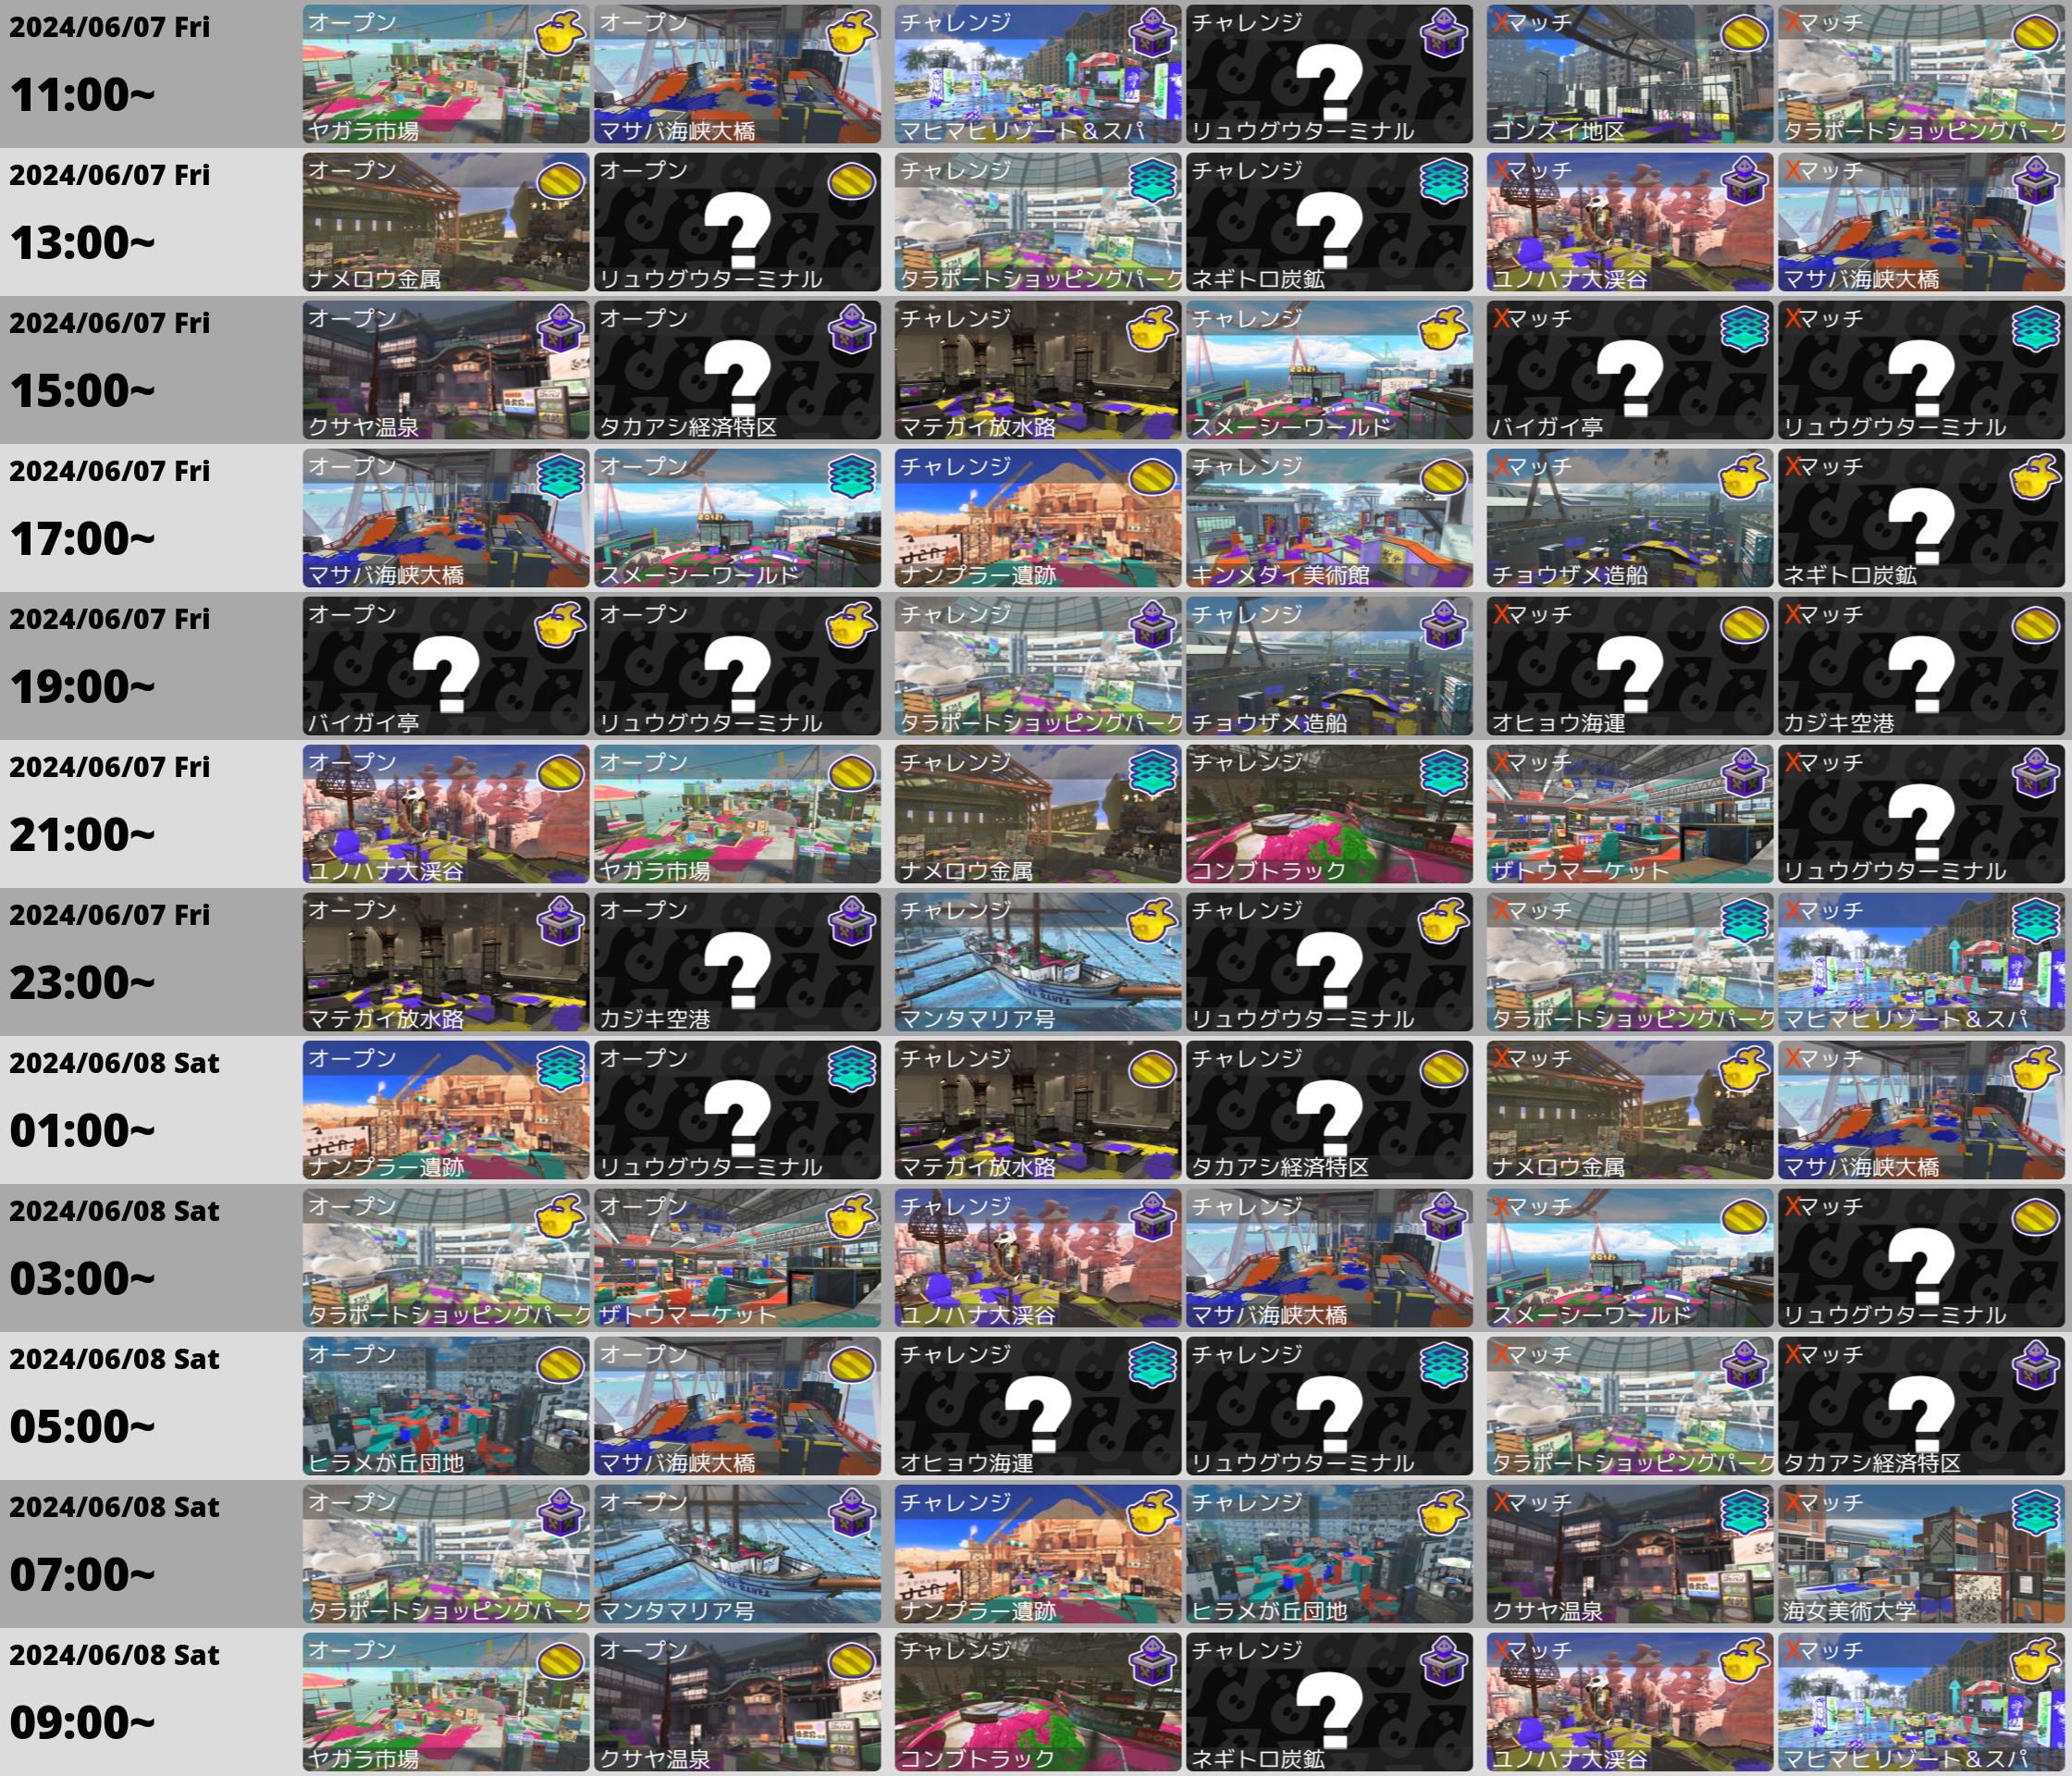 2024/06/07 Fri
11:00~
オープン
ヤガラ市場
オープン
マサバ海峡大橋
チャレンジ
マヒマヒリゾート＆スパ
チャレンジ
リュウグウターミナル
Xマッチ
ゴンズイ地区
Xマッチ
タラポートショッピングパーク
2024/06/07 Fri
13:00~
オープン
ナメロウ金属
オープン
リュウグウターミナル
チャレンジ
タラポートショッピングパーク
チャレンジ
ネギトロ炭鉱
Xマッチ
ユノハナ大渓谷
Xマッチ
マサバ海峡大橋
2024/06/07 Fri
15:00~
オープン
クサヤ温泉
オープン
タカアシ経済特区
チャレンジ
マテガイ放水路
チャレンジ
スメーシーワールド
Xマッチ
バイガイ亭
Xマッチ
リュウグウターミナル
2024/06/07 Fri
17:00~
オープン
マサバ海峡大橋
オープン
スメーシーワールド
チャレンジ
ナンプラー遺跡
チャレンジ
キンメダイ美術館
Xマッチ
チョウザメ造船
Xマッチ
ネギトロ炭鉱
2024/06/07 Fri
19:00~
オープン
バイガイ亭
オープン
リュウグウターミナル
チャレンジ
タラポートショッピングパーク
チャレンジ
チョウザメ造船
Xマッチ
オヒョウ海運
Xマッチ
カジキ空港
2024/06/07 Fri
21:00~
オープン
ユノハナ大渓谷
オープン
ヤガラ市場
チャレンジ
ナメロウ金属
チャレンジ
コンブトラック
Xマッチ
ザトウマーケット
Xマッチ
リュウグウターミナル
2024/06/07 Fri
23:00~
オープン
マテガイ放水路
オープン
カジキ空港
チャレンジ
マンタマリア号
チャレンジ
リュウグウターミナル
Xマッチ
タラポートショッピングパーク
Xマッチ
マヒマヒリゾート＆スパ
2024/06/08 Sat
01:00~
オープン
ナンプラー遺跡
オープン
リュウグウターミナル
チャレンジ
マテガイ放水路
チャレンジ
タカアシ経済特区
Xマッチ
ナメロウ金属
Xマッチ
マサバ海峡大橋
2024/06/08 Sat
03:00~
オープン
タラポートショッピングパーク
オープン
ザトウマーケット
チャレンジ
ユノハナ大渓谷
チャレンジ
マサバ海峡大橋
Xマッチ
スメーシーワールド
Xマッチ
リュウグウターミナル
2024/06/08 Sat
05:00~
オープン
ヒラメが丘団地
オープン
マサバ海峡大橋
チャレンジ
オヒョウ海運
チャレンジ
リュウグウターミナル
Xマッチ
タラポートショッピングパーク
Xマッチ
タカアシ経済特区
2024/06/08 Sat
07:00~
オープン
タラポートショッピングパーク
オープン
マンタマリア号
チャレンジ
ナンプラー遺跡
チャレンジ
ヒラメが丘団地
Xマッチ
クサヤ温泉
Xマッチ
海女美術大学
2024/06/08 Sat
09:00~
オープン
ヤガラ市場
オープン
クサヤ温泉
チャレンジ
コンブトラック
チャレンジ
ネギトロ炭鉱
Xマッチ
ユノハナ大渓谷
Xマッチ
マヒマヒリゾート＆スパ